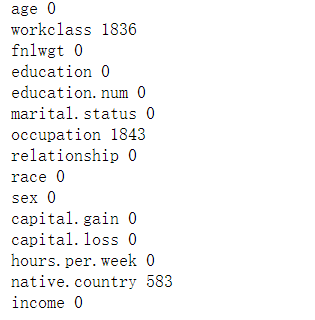 age 0
workclass 1836
fnlwgt 0
education 0
education.num 0
marital.status 0
occupation 1843
relationship 0
race 0
sex 0
capital.gain 0
capital.loss 0
hours.per.week 0
native.country 583
income 0